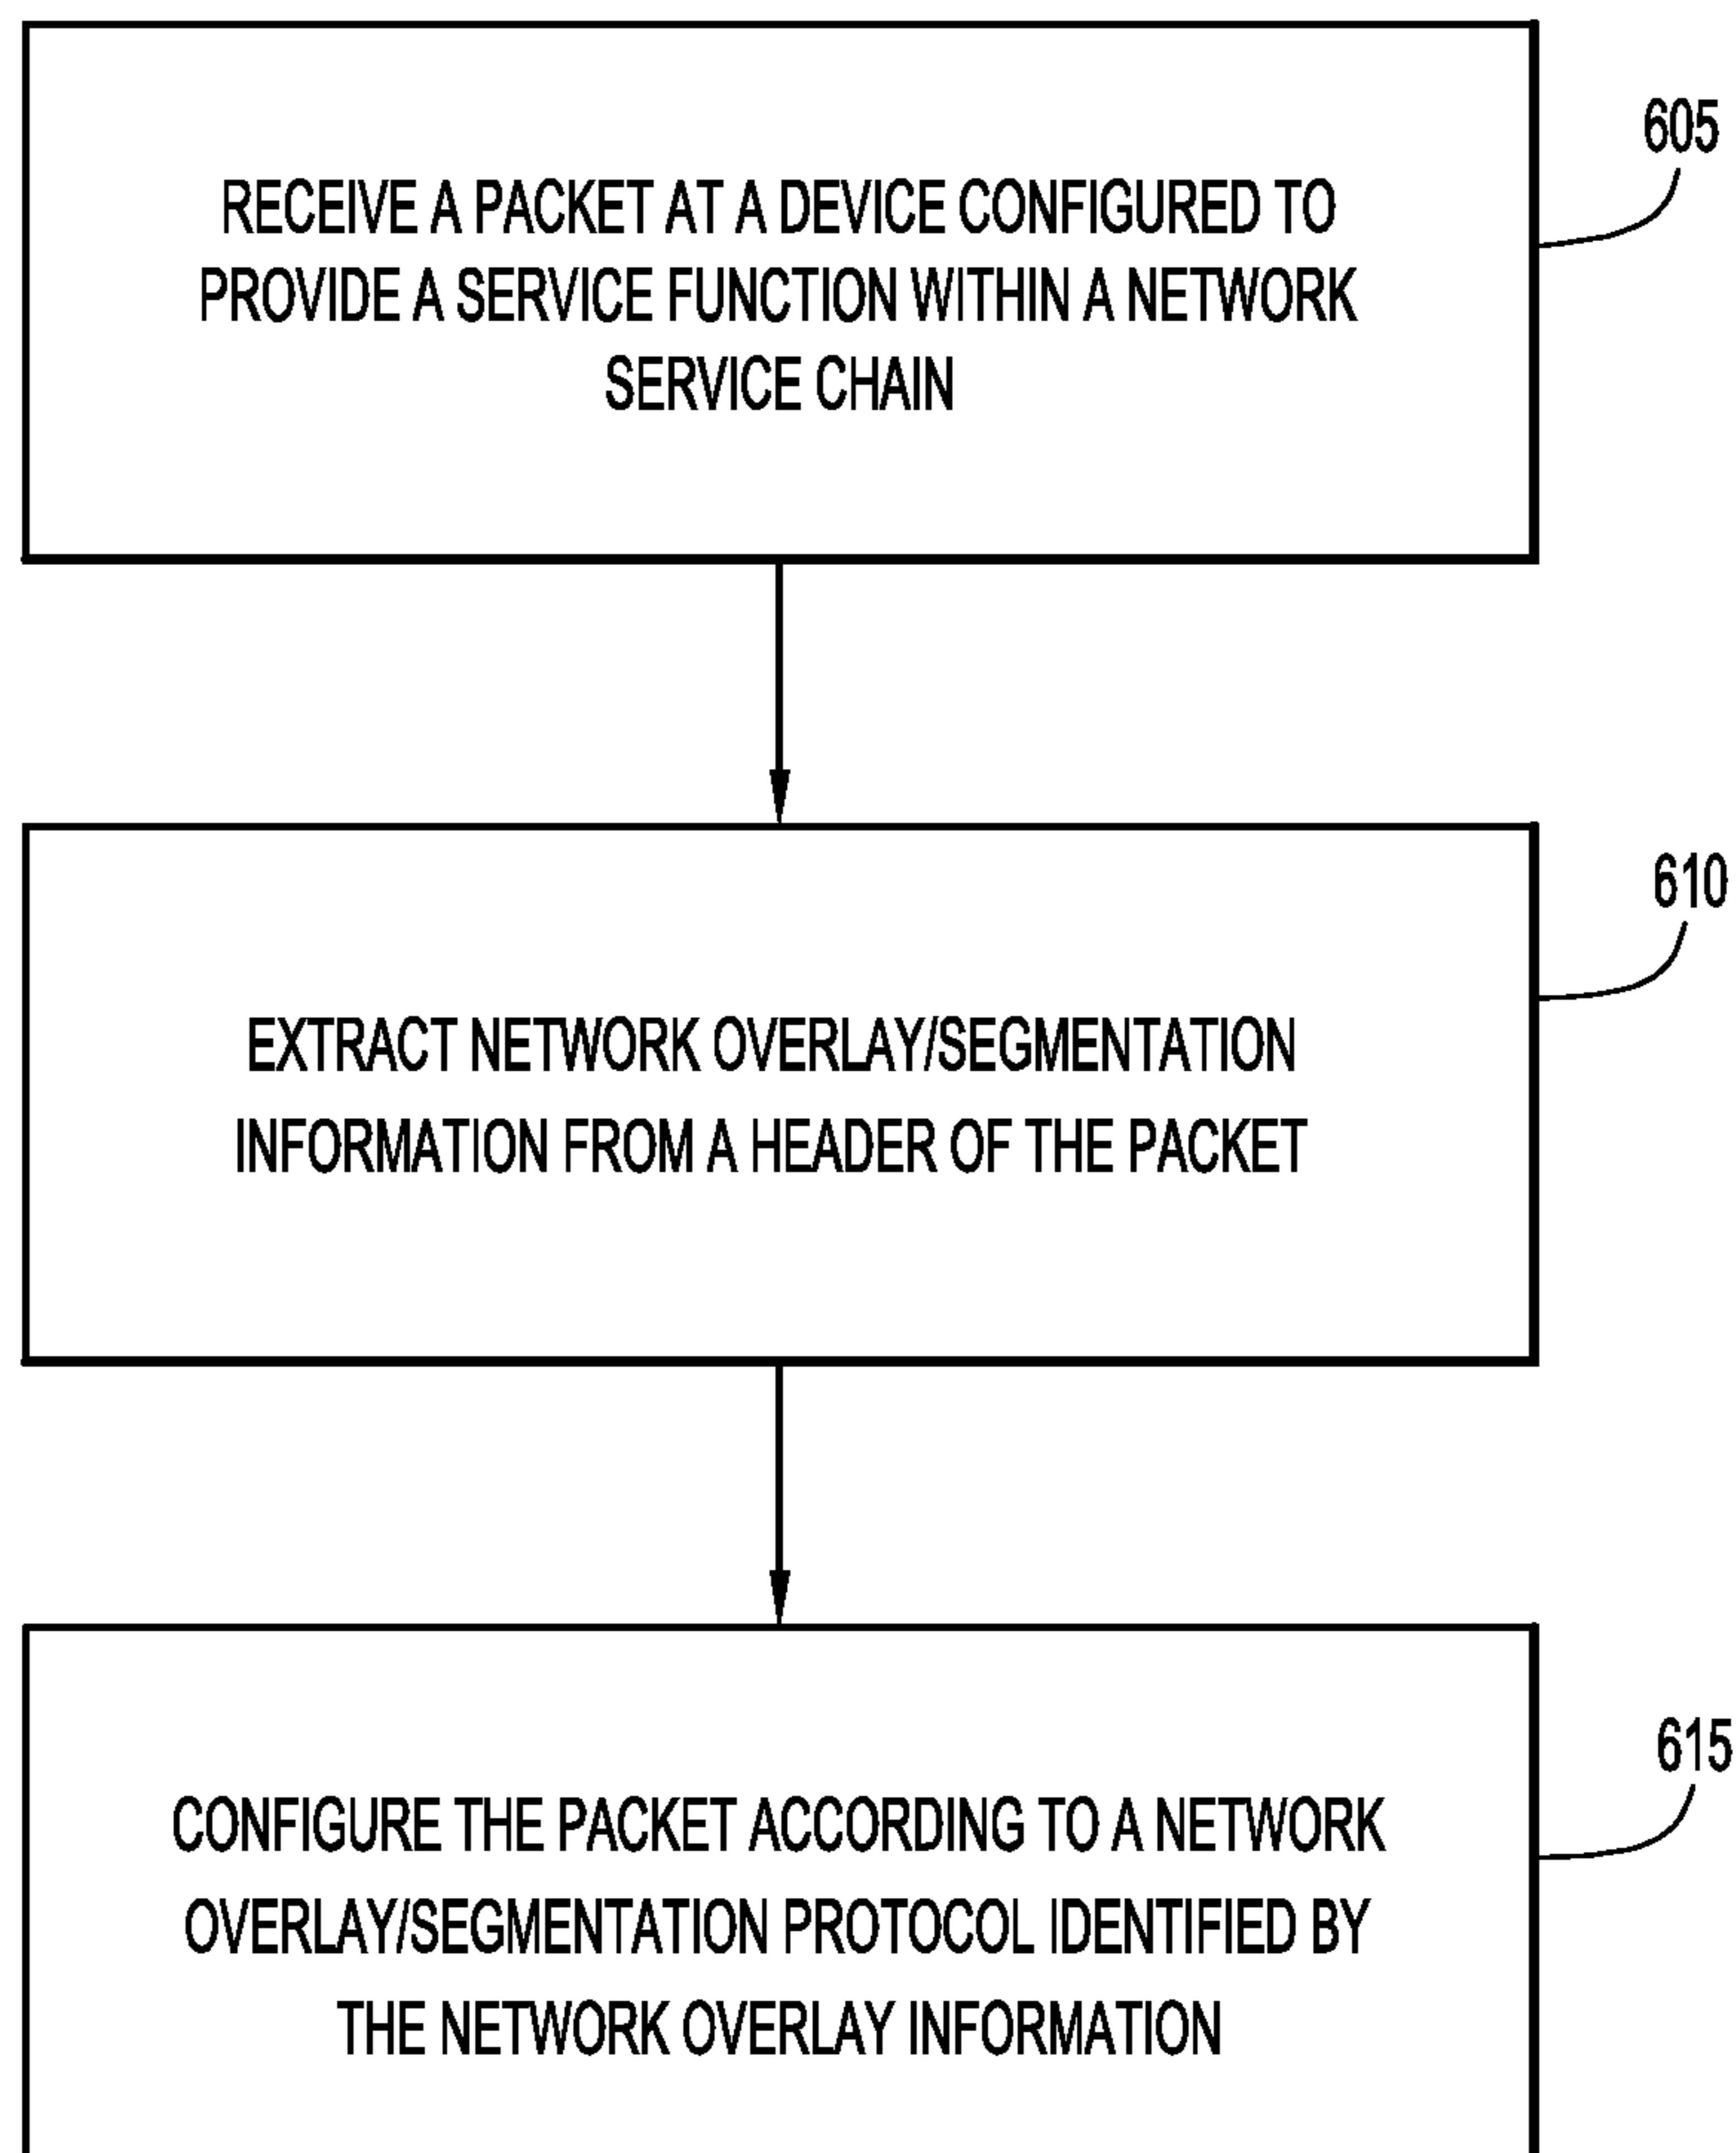 605
RECEIVE A PACKET AT A DEVICE CONFIGURED TO
PROVIDE A SERVICE FUNCTION WITHIN A NETWORK
SERVICE CHAIN
610
EXTRACT NETWORK OVERLAY/SEGMENTATION
INFORMATION FROM A HEADER OF THE PACKET
615
CONFIGURE THE PACKET ACCORDING TO A NETWORK
OVERLAY/SEGMENTATION PROTOCOL IDENTIFIED BY
THE NETWORK OVERLAY INFORMATION